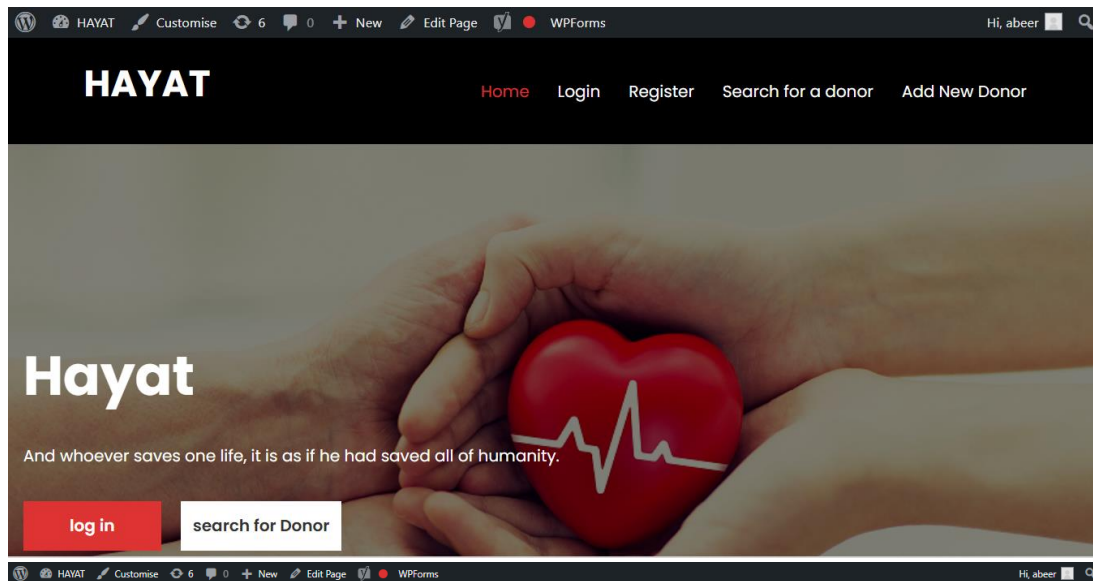 HAYAT Customise 6 0 New Edit Page WPForms Hi, abeer
HAYAT
Home Login Register Search for a donor Add New Donor
Hayat
And whoever saves one life, it is as if he had saved all of humanity.
log in search for Donor
HAYAT Customise 6 0 New Edit Page WPForms Hi, abeer